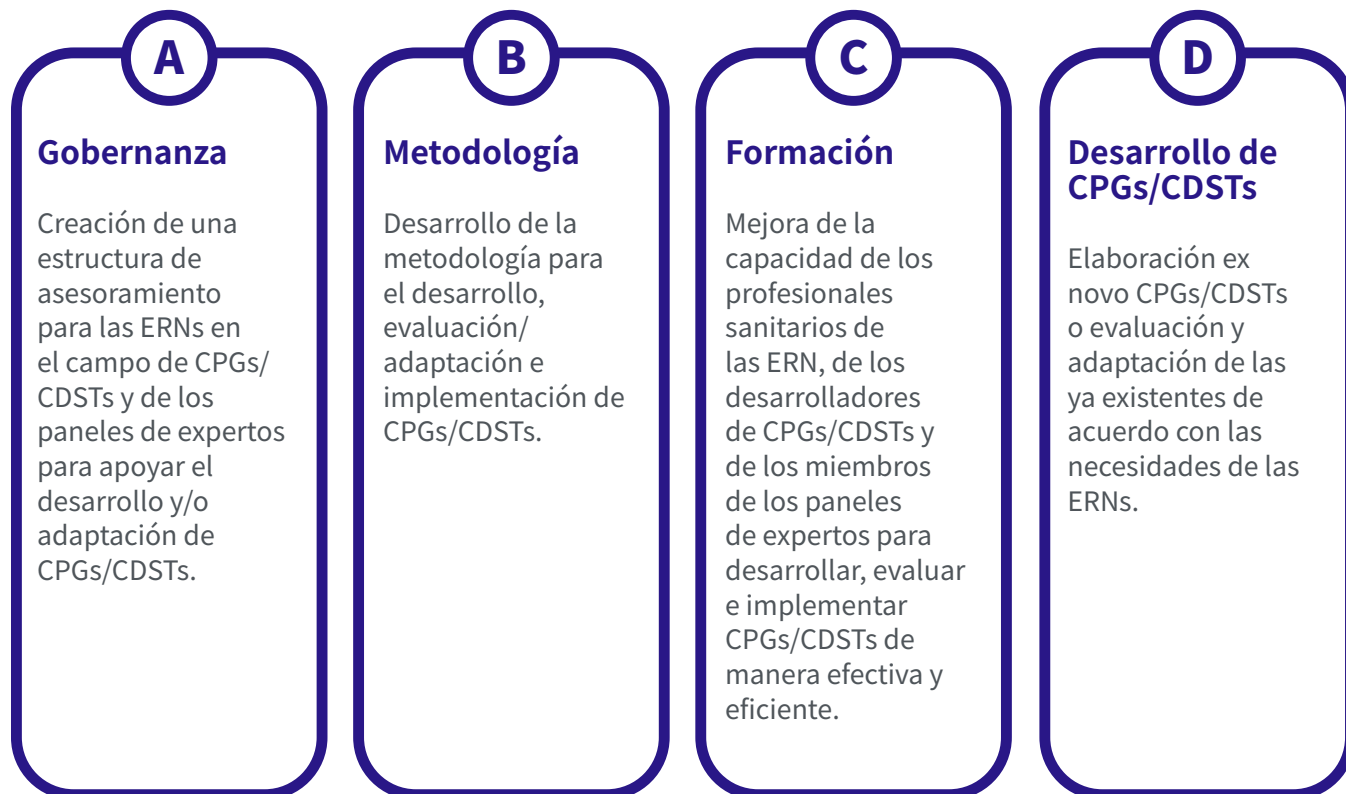 A
Gobernanza
Creación de una
estructura de
asesoramiento
para las ERNs en
el campo de CPGs/
CDSTs y de los
paneles de expertos
para apoyar el
desarrollo y/o
adaptación de
CPGs/CDSTs.
B
Metodología
Desarrollo de la
metodología para
el desarrollo,
evaluación/
adaptación e
implementación de
CPGs/CDSTs.
C
Formación
Mejora de la
capacidad de los
profesionales
sanitarios de
las ERN, de los
desarrolladores
de CPGs/CDSTs y
de los miembros
de los paneles
de expertos para
desarrollar, evaluar
e implementar
CPGs/CDSTs de
manera efectiva y
eficiente.
D
Desarrollo de
CPGs/CDSTs
Elaboración ex
novo CPGs/CDSTs
o evaluación y
adaptación de las
ya existentes de
acuerdo con las
necesidades de las
ERNs.